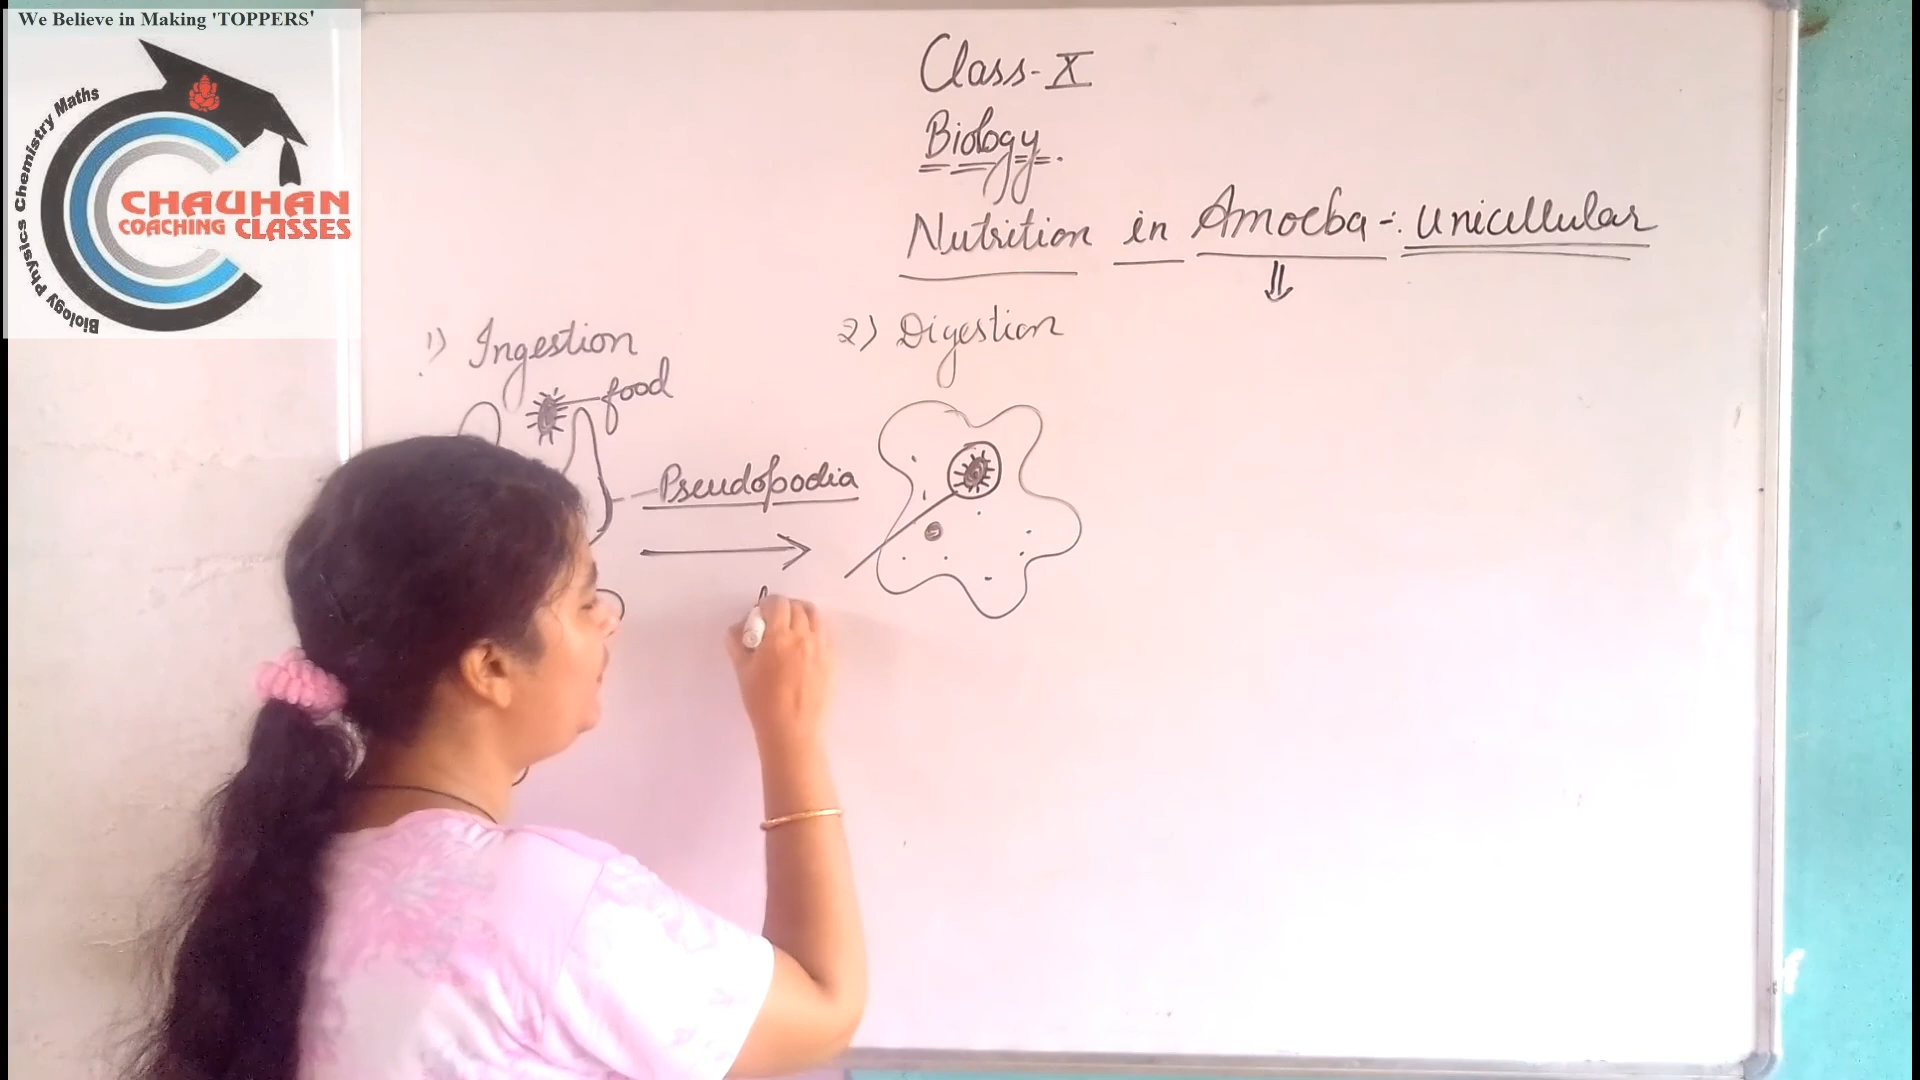 We Believe in Making 'TOPPERS'
Biology Physics Chemistry Maths
CHAUHAN
COACHING CLASSES
Class-X
Biology.
Nutrition in Amoeba -: Unicellular
1) Ingestion
food
Pseudopodia
2) Digestion